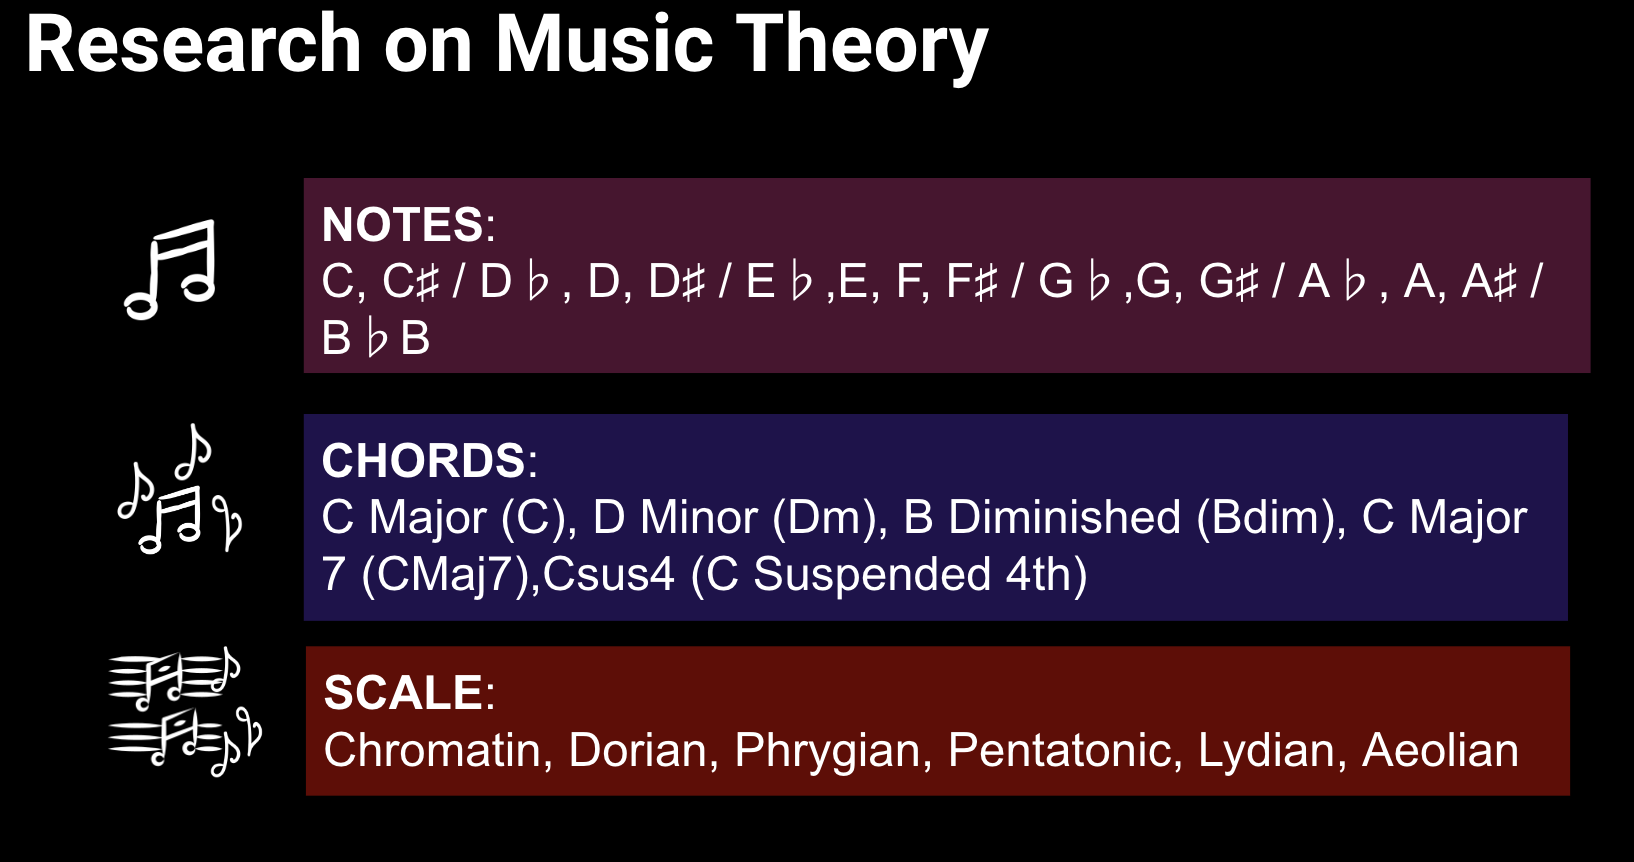 Research on Music Theory
NOTES:
C, C♯ / D ♭ , D, D♯ / E ♭ ,E, F, F♯ / G ♭ ,G, G♯ / A ♭ , A, A♯ /
B ♭ B
CHORDS:
C Major (C), D Minor (Dm), B Diminished (Bdim), C Major
7 (CMaj7),Csus4 (C Suspended 4th)
SCALE:
Chromatin, Dorian, Phrygian, Pentatonic, Lydian, Aeolian